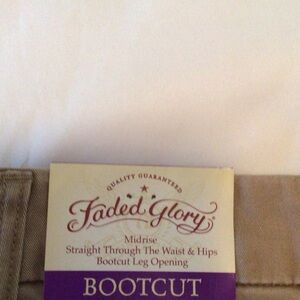 QUALITY GUARANTEED
Faded Glory
Midrise
Straight Through The Waist & Hips
Bootcut Leg Opening
BOOTCUT